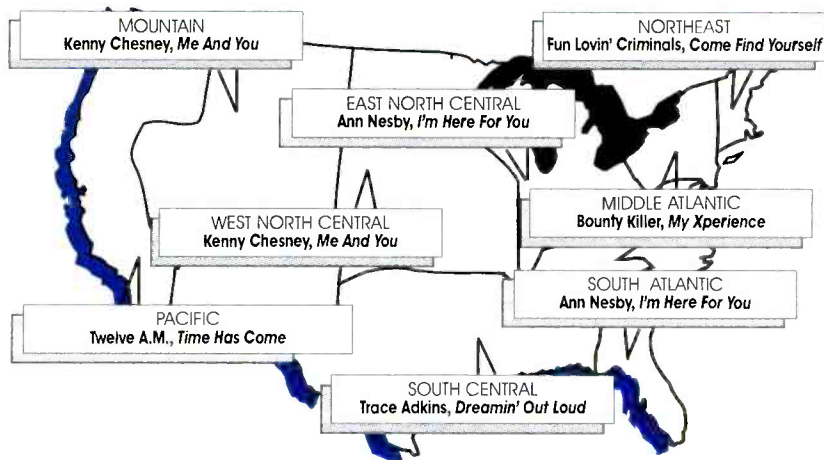 MOUNTAIN
Kenny Chesney, Me And You
NORTHEAST
Fun Lovin' Criminals, Come Find Yourself
EAST NORTH CENTRAL
Ann Nesby, I'm Here For You
MIDDLE ATLANTIC
Bounty Killer, My Xperience
WEST NORTH CENTRAL
Kenny Chesney, Me And You
SOUTH ATLANTIC
Ann Nesby, I'm Here For You
PACIFIC
Twelve A.M., Time Has Come
SOUTH CENTRAL
Trace Adkins, Dreamin' Out Loud